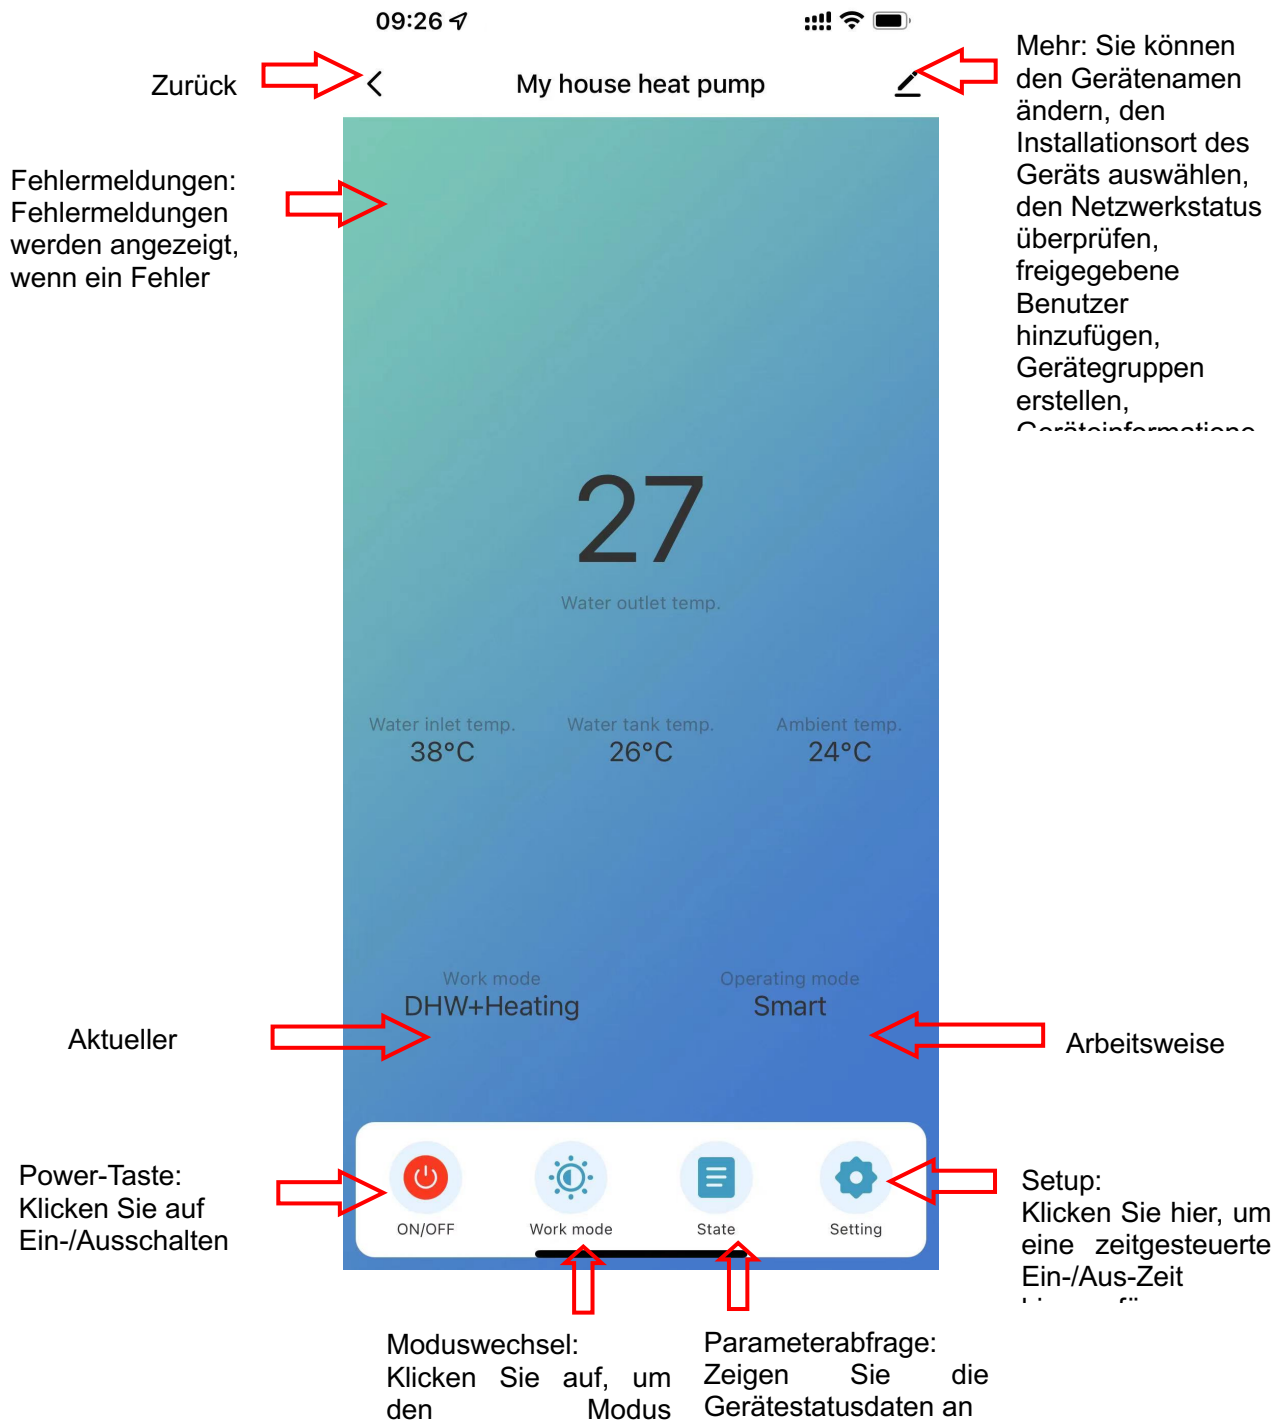 09:26
Zurück
My house heat pump
Mehr: Sie können
den Gerätenamen
ändern, den
Installationsort des
Geräts auswählen,
den Netzwerkstatus
überprüfen,
freigegebene
Benutzer
hinzufügen,
Gerätegruppen
erstellen,
Geräteinformatione
Fehlermeldungen:
Fehlermeldungen
werden angezeigt,
wenn ein Fehler
27
Water outlet temp.
Water inlet temp.
38°C
Water tank temp.
26°C
Ambient temp.
24°C
Work mode
DHW+Heating
Operating mode
Smart
Aktueller
Arbeitsweise
Power-Taste:
Klicken Sie auf
Ein-/Ausschalten
ON/OFF
Work mode
State
Setting
Setup:
Klicken Sie hier, um
eine zeitgesteuerte
Ein-/Aus-Zeit
Moduswechsel:
Klicken Sie auf, um
den Modus
Parameterabfrage:
Zeigen Sie die
Gerätestatusdaten an